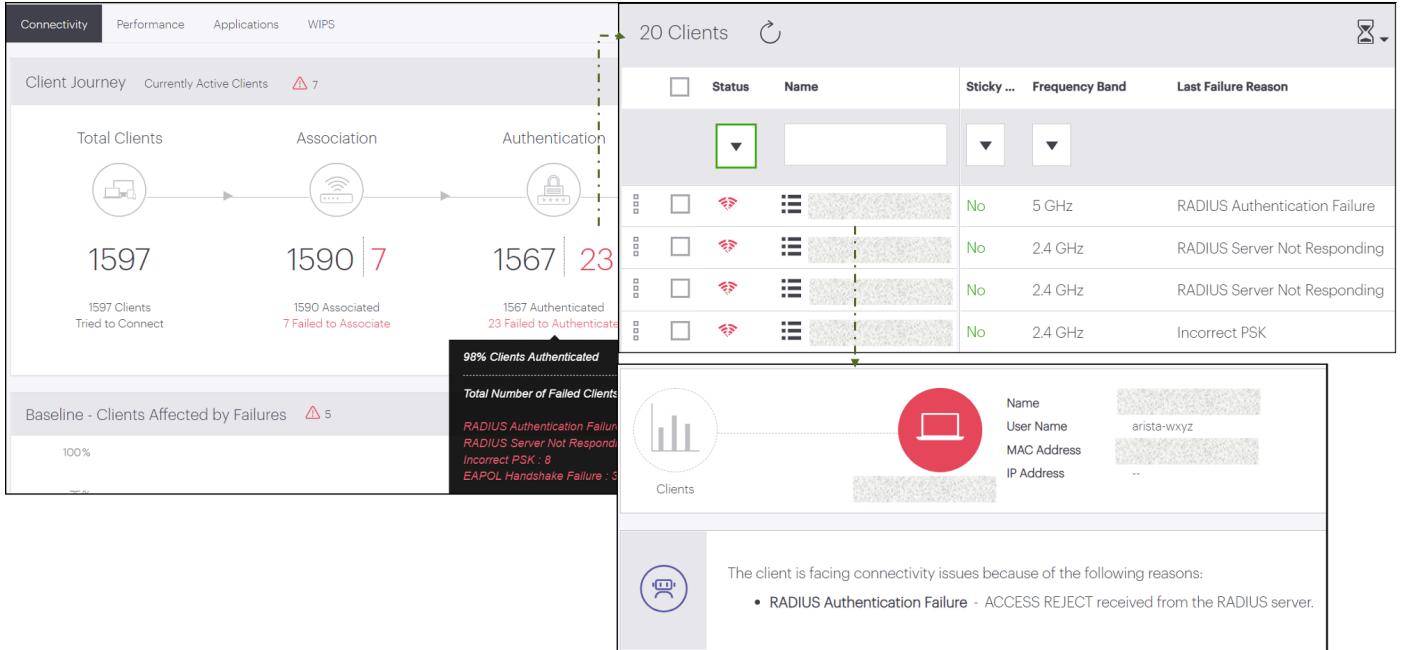 Connectivity Performance Applications WIPS
Client Journey Currently Active Clients 7
Total Clients Association Authentication
1597 1590 7 1567 23
1597 Clients 1590 Associated 1567 Authenticated
Tried to Connect 7 Failed to Associate 23 Failed to Authenticate
98% Clients Authenticated
Total Number of Failed Clients
RADIUS Authentication
RADIUS Server Not
Incorrect PSK : 8
EAPOL Handshake Failure :
Baseline - Clients Affected by Failures 5
100%
20 Clients
Status Name Sticky ... Frequency Band Last Failure Reason
No 5 GHz RADIUS Authentication Failure
No 2.4 GHz RADIUS Server Not Responding
No 2.4 GHz RADIUS Server Not Responding
No 2.4 GHz Incorrect PSK
Clients
Name
User Name arista-wxyz
MAC Address
IP Address --
The client is facing connectivity issues because of the following reasons:
• RADIUS Authentication Failure - ACCESS REJECT received from the RADIUS server.